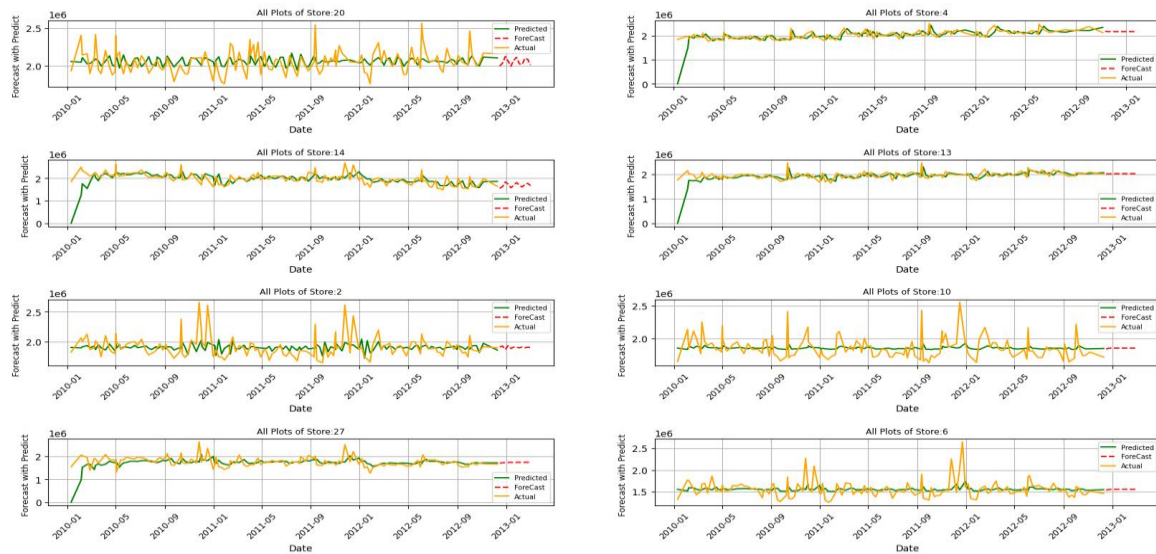 All Plots of Store:20
1e6
Forecast with Predict
2.5
2.0
Predicted
ForeCast
Actual
2010-01
2010-05
2010-09
2011-01
2011-05
2011-09
2012-01
2012-05
2012-09
2013-01
Date
All Plots of Store:4
1e6
Forecast with Predict
2
1
0
Predicted
ForeCast
Actual
2010-01
2010-05
2010-09
2011-01
2011-05
2011-09
2012-01
2012-05
2012-09
2013-01
Date
All Plots of Store:14
1e6
Forecast with Predict
2
1
0
Predicted
ForeCast
Actual
2010-01
2010-05
2010-09
2011-01
2011-05
2011-09
2012-01
2012-05
2012-09
2013-01
Date
All Plots of Store:13
1e6
Forecast with Predict
2
1
0
Predicted
ForeCast
Actual
2010-01
2010-05
2010-09
2011-01
2011-05
2011-09
2012-01
2012-05
2012-09
2013-01
Date
All Plots of Store:2
1e6
Forecast with Predict
2.5
2.0
Predicted
ForeCast
Actual
2010-01
2010-05
2010-09
2011-01
2011-05
2011-09
2012-01
2012-05
2012-09
2013-01
Date
All Plots of Store:10
1e6
Forecast with Predict
2.5
2.0
Predicted
ForeCast
Actual
2010-01
2010-05
2010-09
2011-01
2011-05
2011-09
2012-01
2012-05
2012-09
2013-01
Date
All Plots of Store:27
1e6
Forecast with Predict
2
1
0
Predicted
ForeCast
Actual
2010-01
2010-05
2010-09
2011-01
2011-05
2011-09
2012-01
2012-05
2012-09
2013-01
Date
All Plots of Store:6
1e6
Forecast with Predict
2.5
2.0
1.5
Predicted
ForeCast
Actual
2010-01
2010-05
2010-09
2011-01
2011-05
2011-09
2012-01
2012-05
2012-09
2013-01
Date